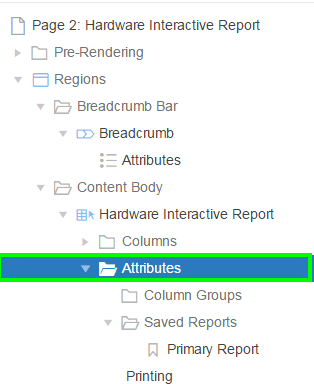 Page 2: Hardware Interactive Report
Pre-Rendering
Regions
Breadcrumb Bar
Breadcrumb
Attributes
Content Body
Hardware Interactive Report
Columns
Attributes
Column Groups
Saved Reports
Primary Report
Printing